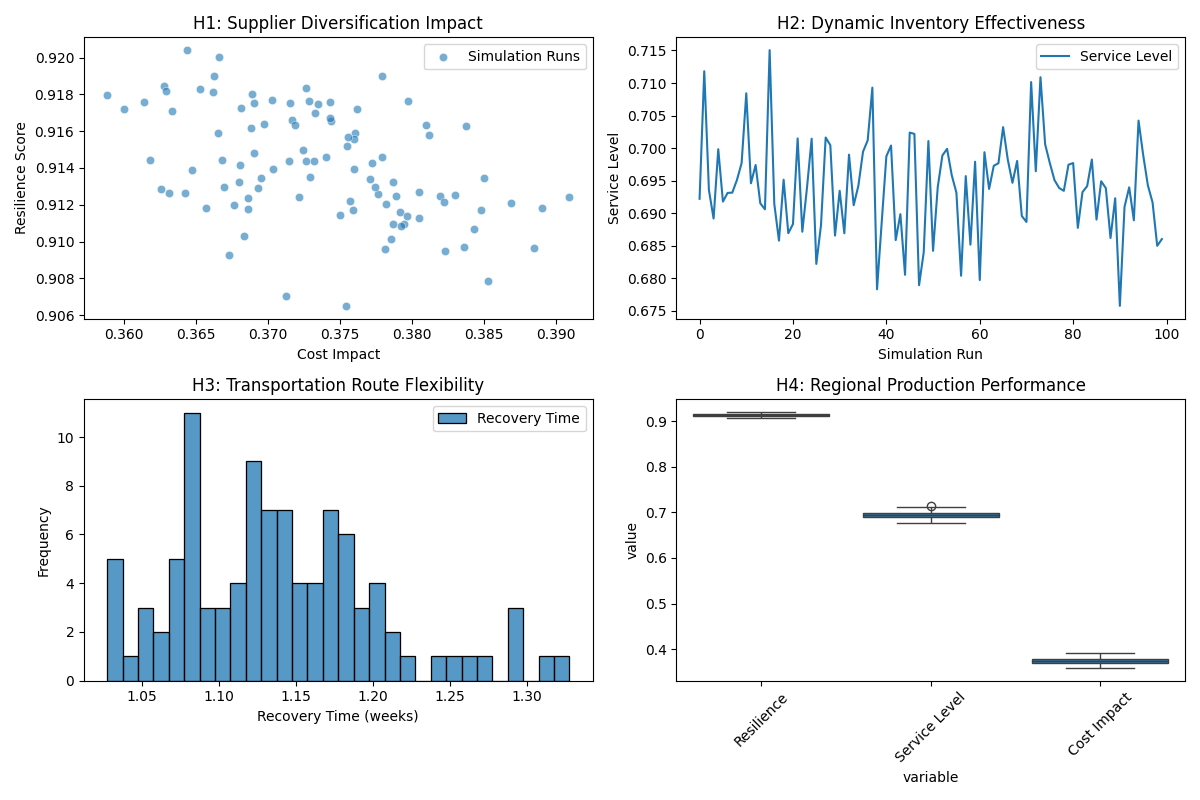 H1: Supplier Diversification Impact
Simulation Runs
0.920
0.918
0.916
0.914
0.912
0.910
0.908
0.906
Resilience Score
0.360 0.365 0.370 0.375 0.380 0.385 0.390
Cost Impact
H2: Dynamic Inventory Effectiveness
Service Level
0.715
0.710
0.705
0.700
0.695
0.690
0.685
0.680
0.675
Service Level
0 20 40 60 80 100
Simulation Run
H3: Transportation Route Flexibility
Recovery Time
10
8
6
4
2
0
Frequency
1.05 1.10 1.15 1.20 1.25 1.30
Recovery Time (weeks)
H4: Regional Production Performance
0.9
0.8
0.7
0.6
0.5
0.4
value
Resilience
Service Level
Cost Impact
variable